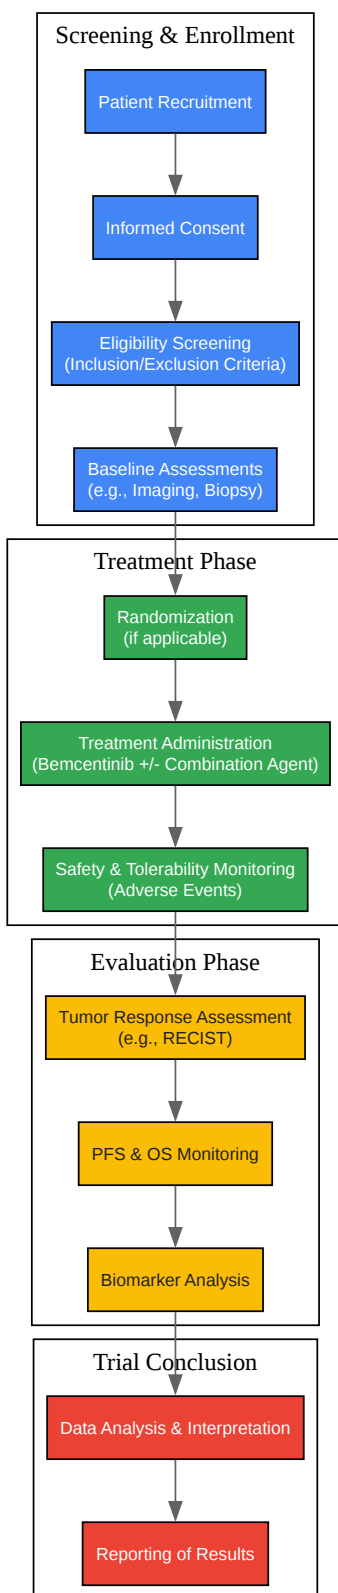 Screening & Enrollment
Patient Recruitment
Informed Consent
Eligibility Screening
(Inclusion/Exclusion Criteria)
Baseline Assessments
(e.g., Imaging, Biopsy)
Treatment Phase
Randomization
(if applicable)
Treatment Administration
(Bemcentinib +/- Combination Agent)
Safety & Tolerability Monitoring
(Adverse Events)
Evaluation Phase
Tumor Response Assessment
(e.g., RECIST)
PFS & OS Monitoring
Biomarker Analysis
Trial Conclusion
Data Analysis & Interpretation
Reporting of Results